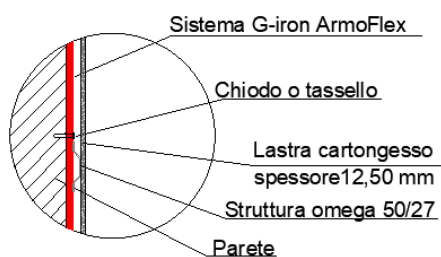 Sistema G-iron ArmoFlex
Chiodo o tassello
Lastra cartongesso
spessore12,50 mm
Struttura omega 50/27
Parete